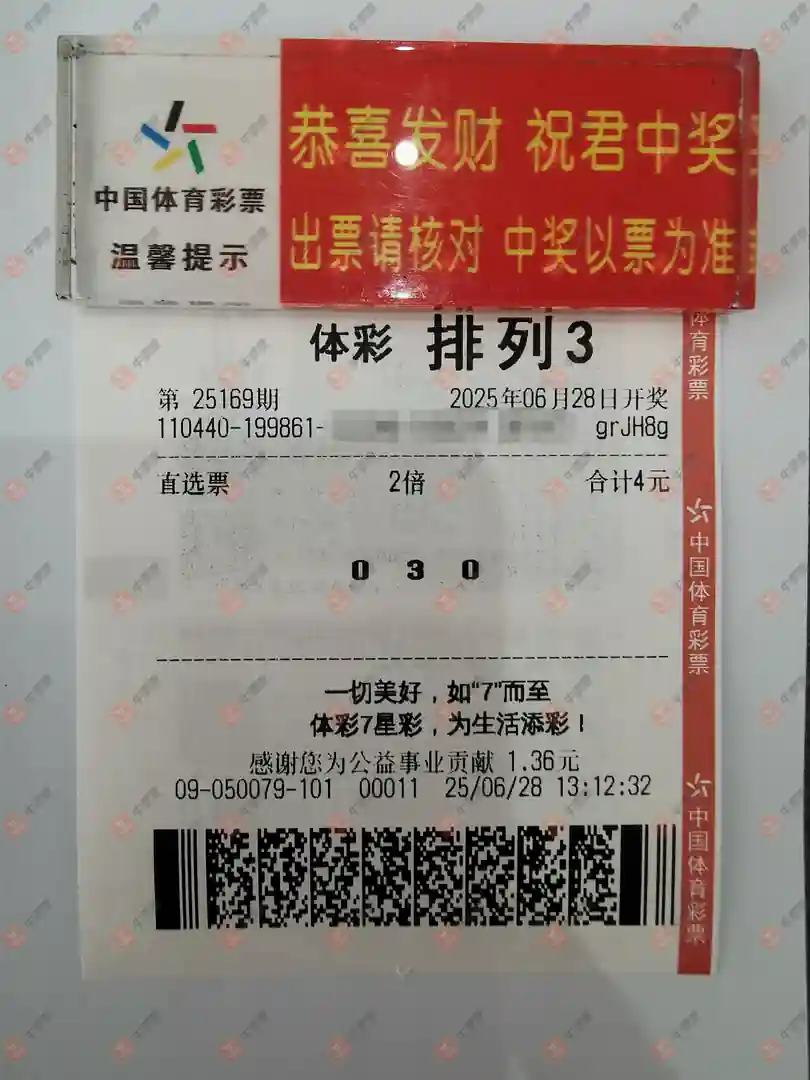 恭喜发财 祝君中奖
中国体育彩票
温馨提示
出票请核对 中奖以票为准
体彩 排列3
第 25169期 2025年06月28日开奖
110440-199861- grJH8g
直选票 2倍 合计4元
0 3 0
一切美好，如“7”而至
体彩7星彩，为生活添彩！
感谢您为公益事业贡献 1.36元
09-050079-101 00011 25/06/28 13:12:32
体育彩票
中国体育彩票
中国体育彩票